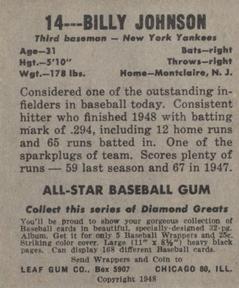 14---BILLY JOHNSON
Third baseman – New York Yankees
Age—31 Bats—right
Hgt.—5'10" Throws—right
Wgt.—178 lbs. Home—Montclaire, N. J.
Considered one of the outstanding in-
fielders in baseball today. Consistent
hitter who finished 1948 with batting
mark of .294, including 12 home runs
and 65 runs batted in. One of the
sparkplugs of team. Scores plenty of
runs — 59 last season and 67 in 1947.
ALL-STAR BASEBALL GUM
Collect this series of Diamond Greats
You'll be proud to show your gorgeous collection of
Baseball cards in beautiful, specially-designed 32-pg.
Album. Get it for only 5 Baseball Wrappers and 25c.
Striking color cover. Large (11" x 8½") heavy black
pages. Can display 168 different Baseball cards.
Send Wrappers and Coin to
LEAF GUM CO., Box 5907 CHICAGO 80, ILL.
Copyright 1948